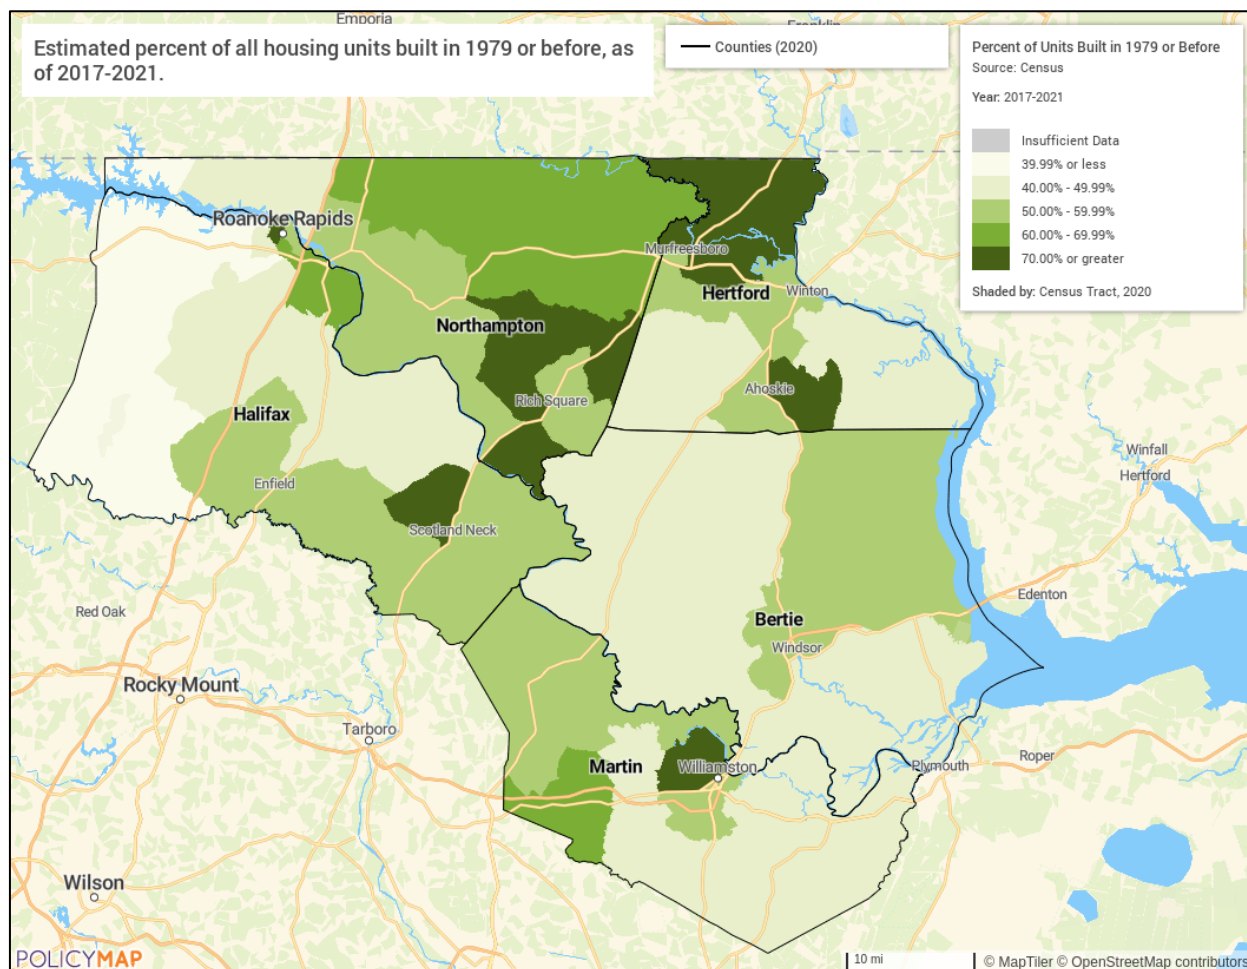 Estimated percent of all housing units built in 1979 or before, as
of 2017-2021.
Counties (2020)
Percent of Units Built in 1979 or Before
Source: Census
Year: 2017-2021
Insufficient Data
39.99% or less
40.00% - 49.99%
50.00% - 59.99%
60.00% - 69.99%
70.00% or greater
Shaded by: Census Tract, 2020
Emporia
Franklin
Roanoke Rapids
Murfreesboro
Hertford
Winton
Northampton
Ahoskie
Rich Square
Halifax
Winfall
Hertford
Enfield
Scotland Neck
Edenton
Red Oak
Bertie
Windsor
Rocky Mount
Tarboro
Roper
Martin
Williamston
Plymouth
Wilson
POLICYMAP
10 mi
© MapTiler © OpenStreetMap contributors